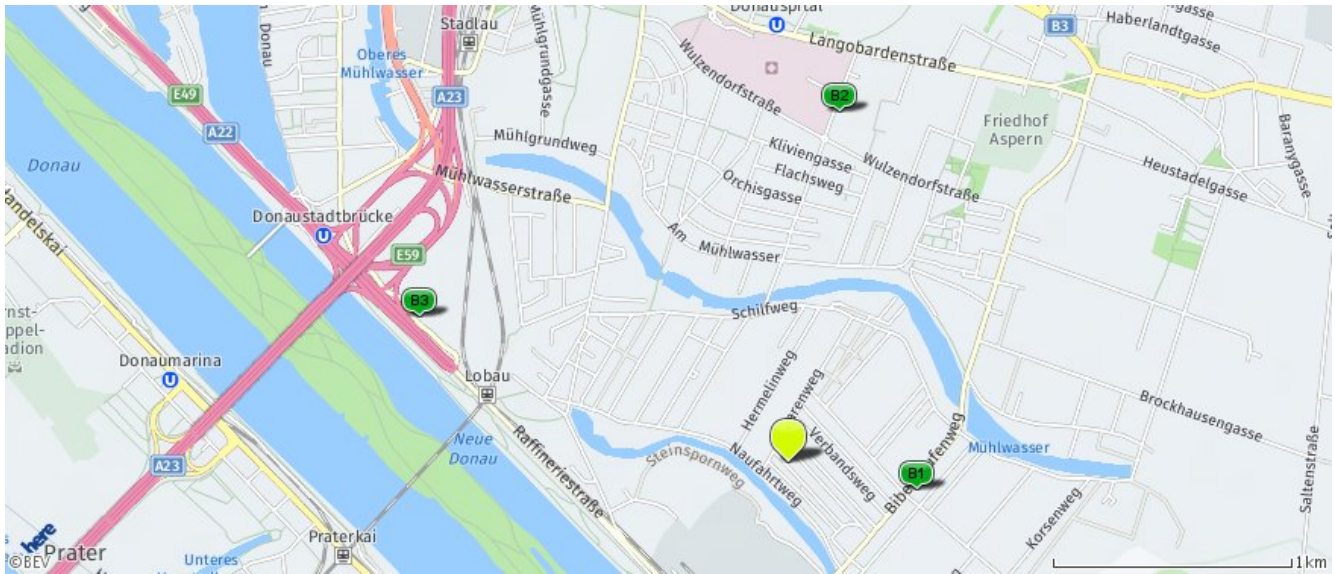 Stadlau
Donauspital
U
B3
Haberlandtgasse
Donau
Oberes
Mühlwasser
Mühlgrundgasse
Langobardenstraße
E49
A23
Wulzendorfstraße
B2
A22
Friedhof
Aspern
Baranygasse
Donau
Mühlgrundweg
Kliviengasse
Flachsweg
Wulzendorfstraße
Heustadelgasse
Mühlwasserstraße
Orchisgasse
Handelskai
Donaustadtbrücke
U
E59
Am
Mühlwasser
B3
Schilfweg
Donaumarina
U
Lobau
Hermelinweg
Verbandsweg
Brockhausengasse
Neue
Donau
Raffineriestraße
Steinspornweg
Naufahrtweg
Mühlwasser
A23
B1
Saltenstraße
Korsenweg
here
©BEV
Prater
Praterkai
Unteres
1km